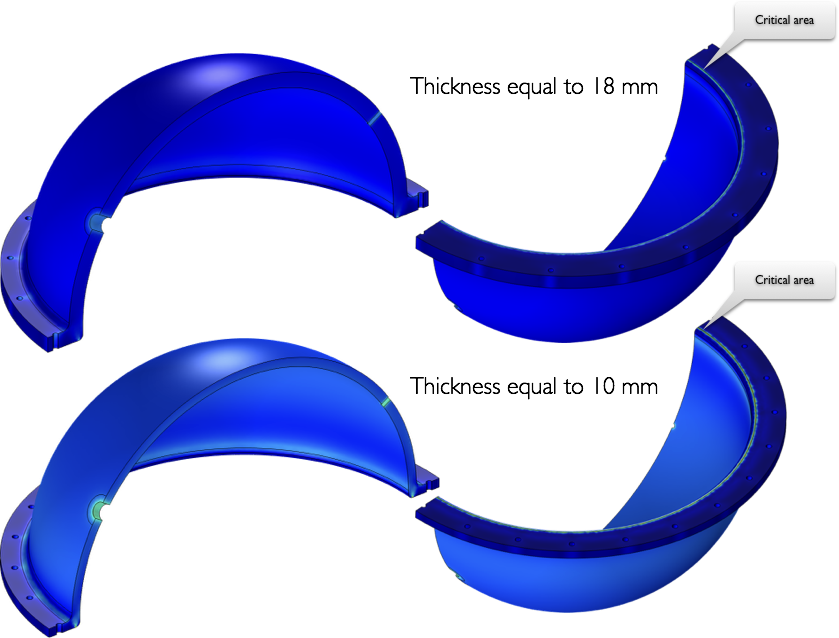 Critical area
Thickness equal to 18 mm
Critical area
Thickness equal to 10 mm